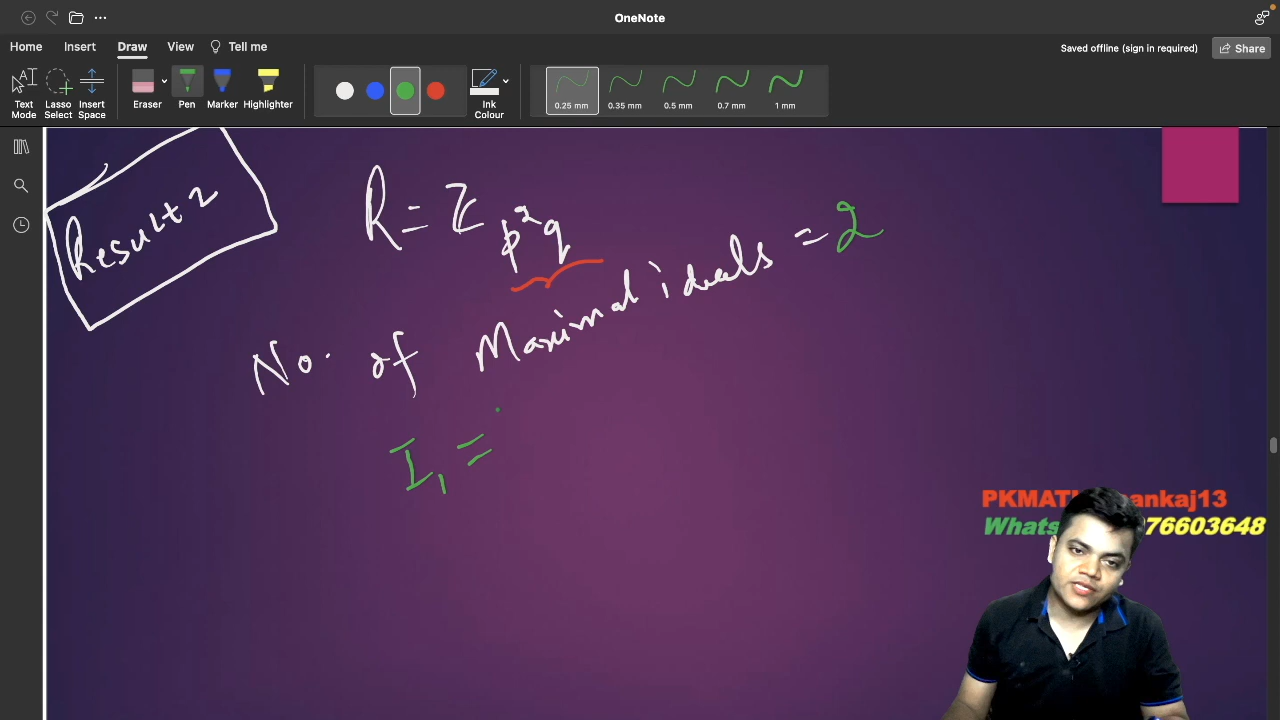 OneNote
Home Insert Draw View Tell me
Saved offline (sign in required) Share
Text Mode Lasso Select Insert Space Eraser Pen Marker Highlighter Ink Colour
0.25 mm 0.35 mm 0.5 mm 0.7 mm 1 mm
Result 2
R = Z p²q
No. of Maximal ideals = 2
I₁ =
PKMATH
ankaj13
Whats
76603648